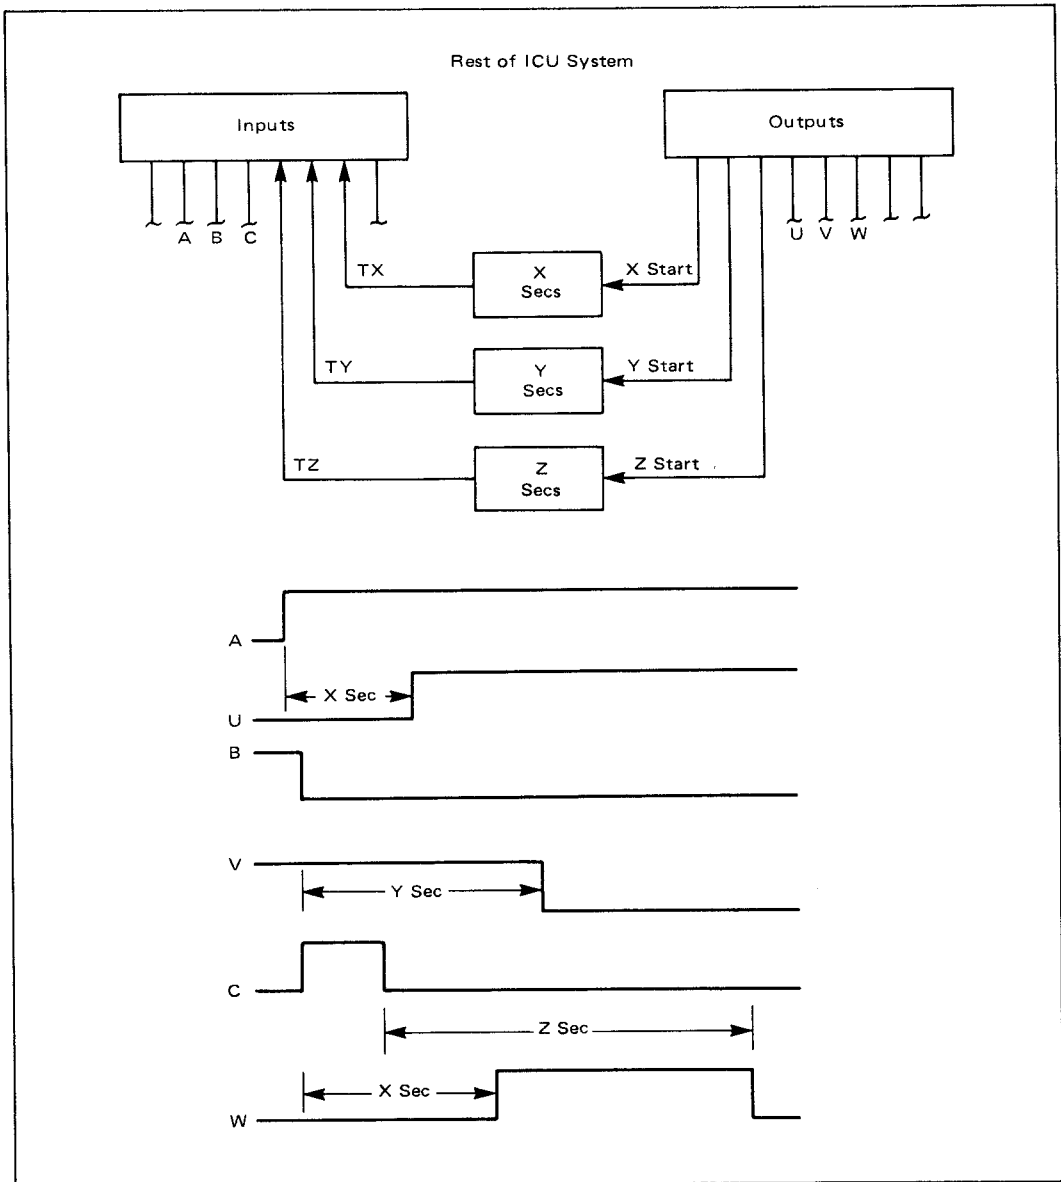 Rest of ICU System
Inputs
Outputs
A B C
U V W
TX
X
Secs
X Start
TY
Y
Secs
Y Start
TZ
Z
Secs
Z Start
A
X Sec
U
B
V
Y Sec
C
Z Sec
X Sec
W